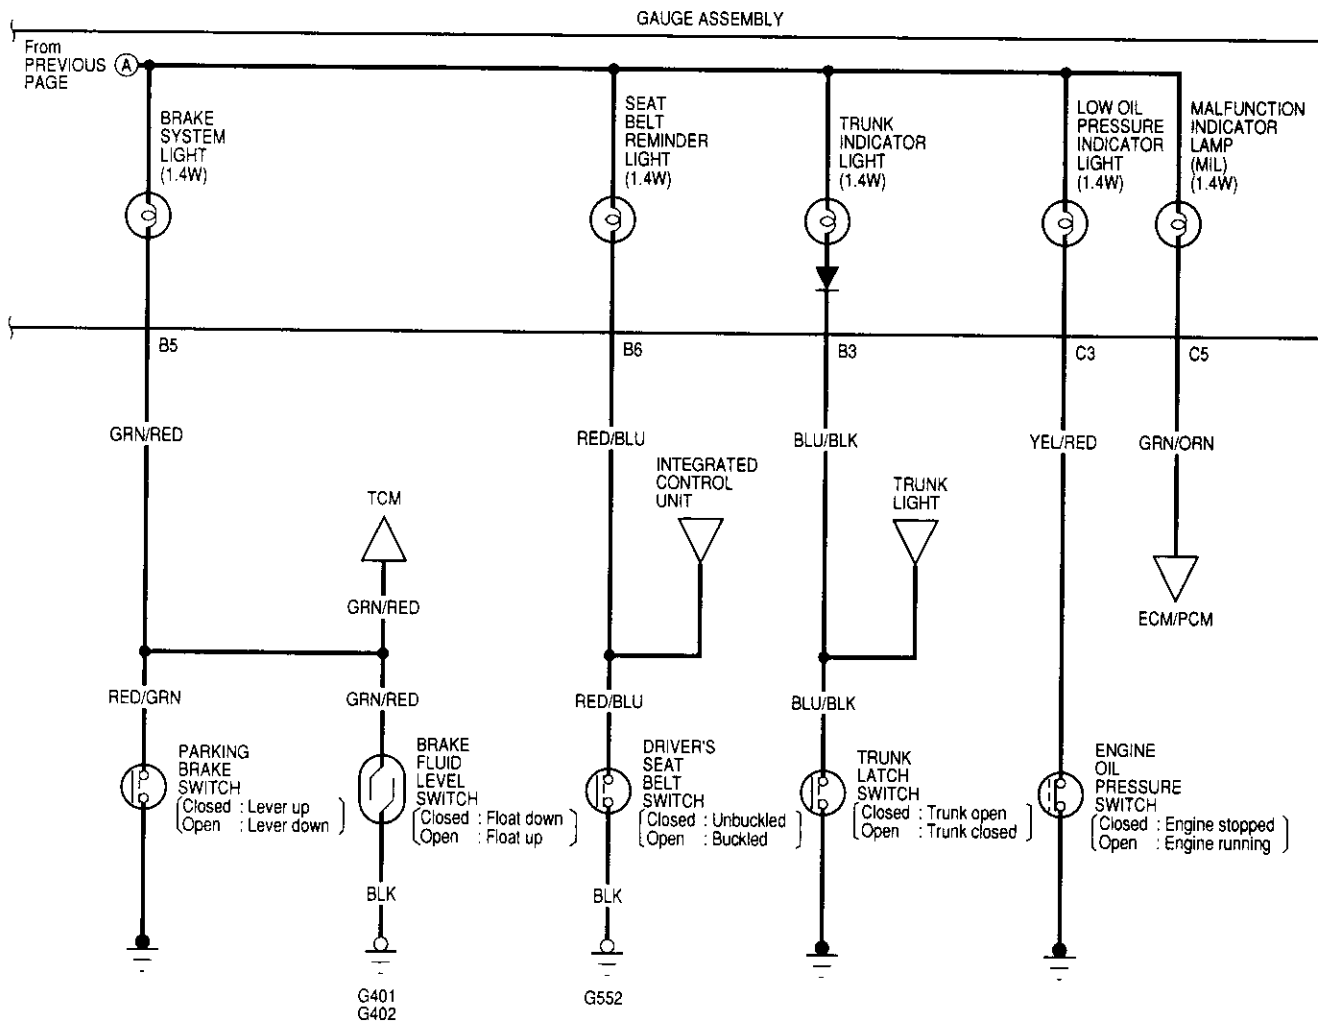 GAUGE ASSEMBLY
From
PREVIOUS
PAGE
A
BRAKE
SYSTEM
LIGHT
(1.4W)
SEAT
BELT
REMINDER
LIGHT
(1.4W)
TRUNK
INDICATOR
LIGHT
(1.4W)
LOW OIL
PRESSURE
INDICATOR
LIGHT
(1.4W)
MALFUNCTION
INDICATOR
LAMP
(MIL)
(1.4W)
B5
B6
B3
C3
C5
GRN/RED
RED/BLU
BLU/BLK
YEL/RED
GRN/ORN
TCM
INTEGRATED
CONTROL
UNIT
TRUNK
LIGHT
GRN/RED
ECM/PCM
RED/GRN
GRN/RED
RED/BLU
BLU/BLK
PARKING
BRAKE
SWITCH
Closed : Lever up
Open : Lever down
BRAKE
FLUID
LEVEL
SWITCH
Closed : Float down
Open : Float up
DRIVER'S
SEAT
BELT
SWITCH
Closed : Unbuckled
Open : Buckled
TRUNK
LATCH
SWITCH
Closed : Trunk open
Open : Trunk closed
ENGINE
OIL
PRESSURE
SWITCH
Closed : Engine stopped
Open : Engine running
BLK
BLK
G401
G402
G552